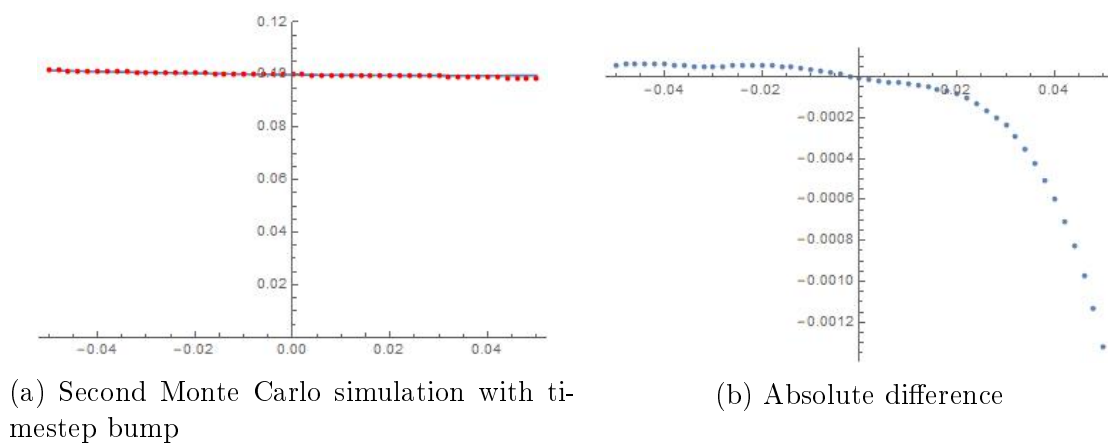 0.12
0.10
0.08
0.06
0.04
0.02
−0.04 −0.02 0.00 0.02 0.04
(a) Second Monte Carlo simulation with ti-
mestep bump
−0.04 −0.02 0.02 0.04
−0.0002
−0.0004
−0.0006
−0.0008
−0.0010
−0.0012
(b) Absolute difference